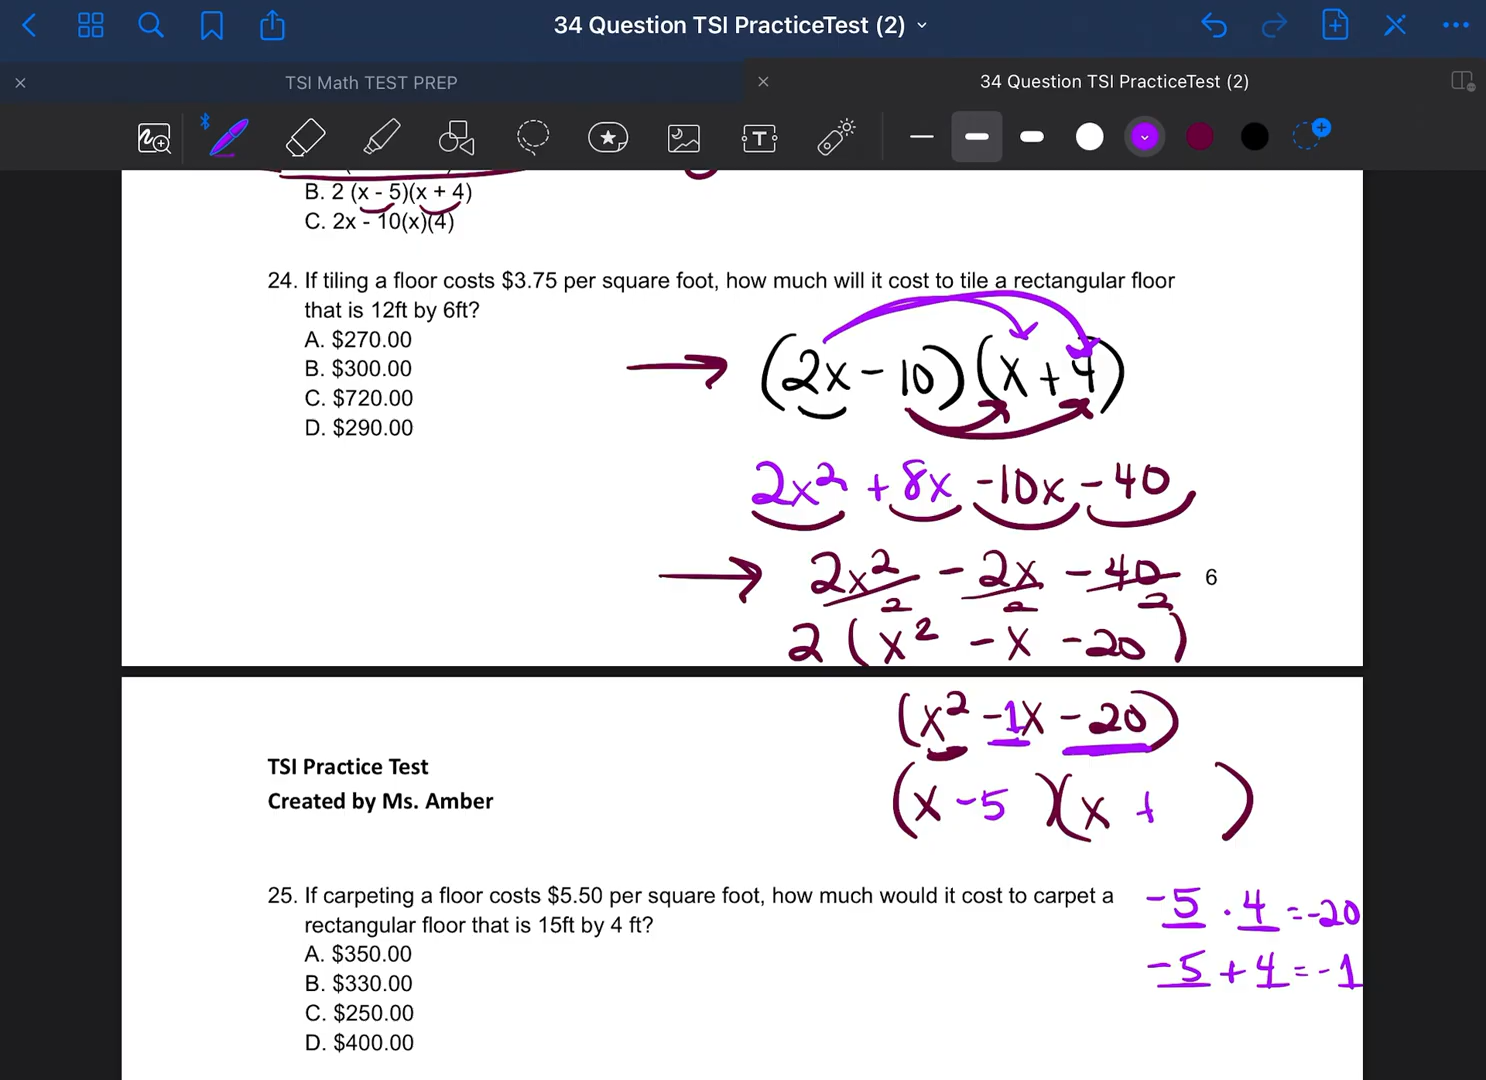 34 Question TSI PracticeTest (2)
TSI Math TEST PREP
34 Question TSI PracticeTest (2)
B. 2 (x - 5)(x + 4)
C. 2x - 10(x)(4)
24. If tiling a floor costs $3.75 per square foot, how much will it cost to tile a rectangular floor
that is 12ft by 6ft?
A. $270.00
B. $300.00
C. $720.00
D. $290.00
(2x - 10)(x + 4)
2x² + 8x - 10x - 40
2x²/2 - 2x/2 - 40/2
6
2 (x² - x - 20)
(x² - 1x - 20)
(x - 5 )(x + )
TSI Practice Test
Created by Ms. Amber
25. If carpeting a floor costs $5.50 per square foot, how much would it cost to carpet a
rectangular floor that is 15ft by 4 ft?
A. $350.00
B. $330.00
C. $250.00
D. $400.00
-5 · 4 = -20
-5 + 4 = -1